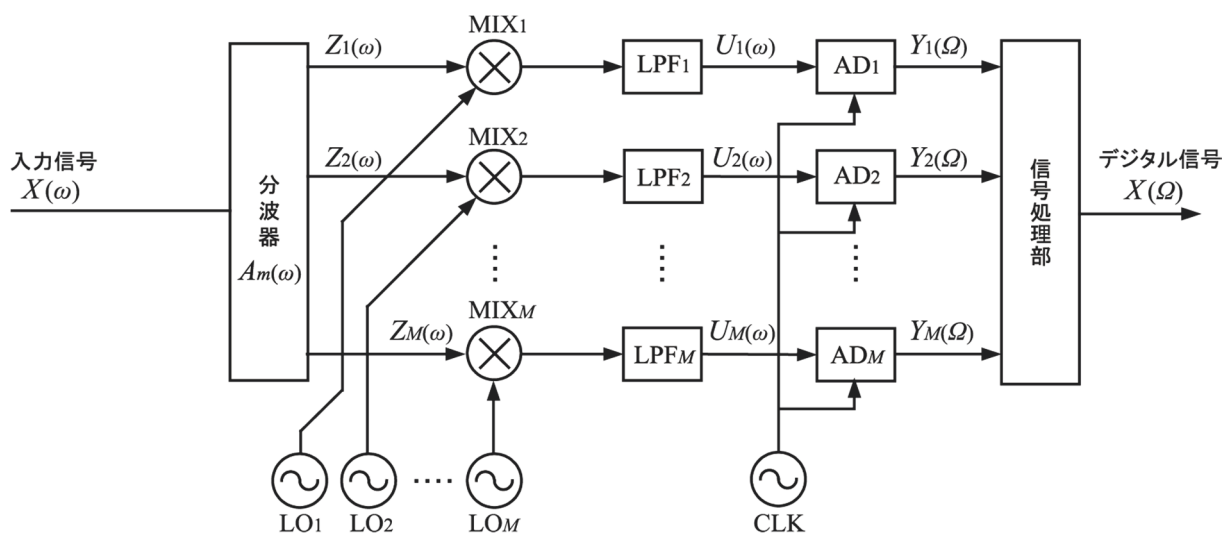 MIX1
Z1(ω)
U1(ω)
Y1(Ω)
LPF1
AD1
入力信号
X(ω)
分波器
Am(ω)
MIX2
Z2(ω)
U2(ω)
Y2(Ω)
LPF2
AD2
信号処理部
デジタル信号
X(Ω)
MIXM
ZM(ω)
UM(ω)
YM(Ω)
LPFM
ADM
LO1
LO2
LOM
CLK